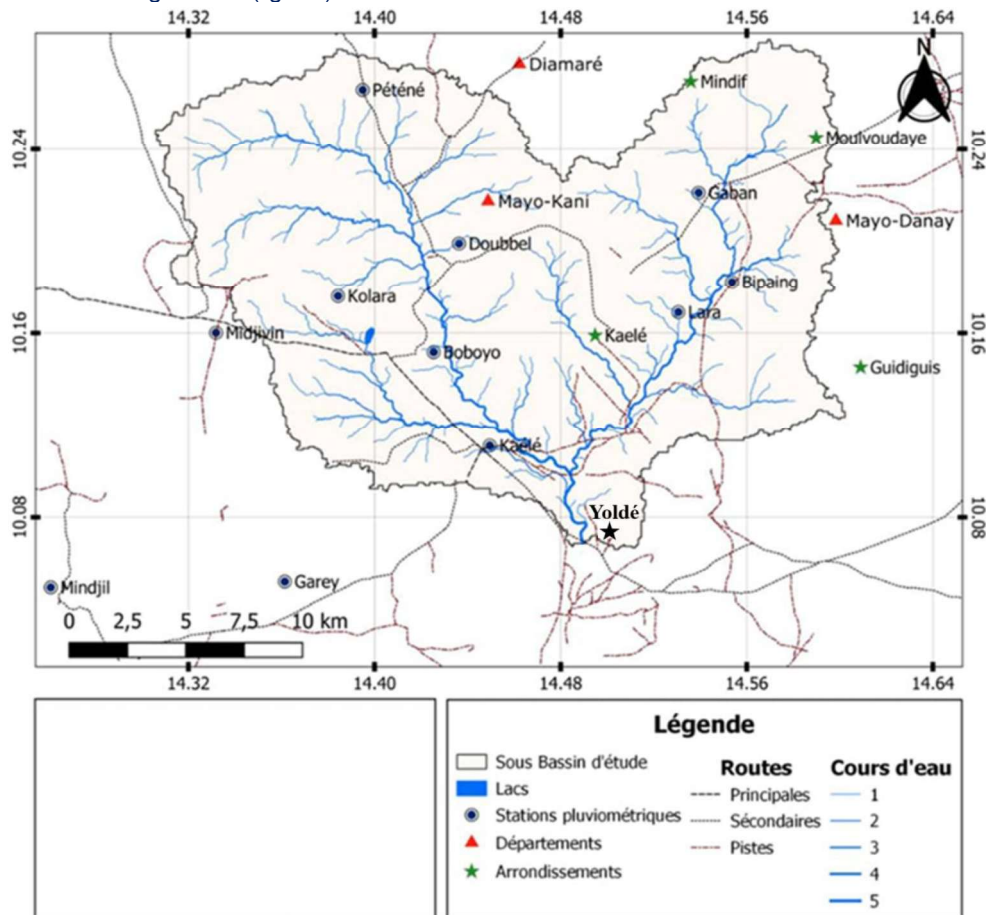 14.32 14.40 14.48 14.56 14.64
N
Diamaré
Mindif
Péténé
10.24
Moulvoudaye
10.24
Gaban
Mayo-Kani
Mayo-Danay
Doubbel
Bipaing
Kolara
Lara
10.16
Midjivin
Kaelé
10.16
Boboyo
Guidiguis
Kaélé
10.08
Yoldé
10.08
Mindjil
Garey
0 2,5 5 7,5 10 km
14.32 14.40 14.48 14.56 14.64
Légende
Sous Bassin d'étude
Lacs
Stations pluviométriques
Départements
Arrondissements
Routes
Principales
Sécondaires
Pistes
Cours d'eau
1
2
3
4
5